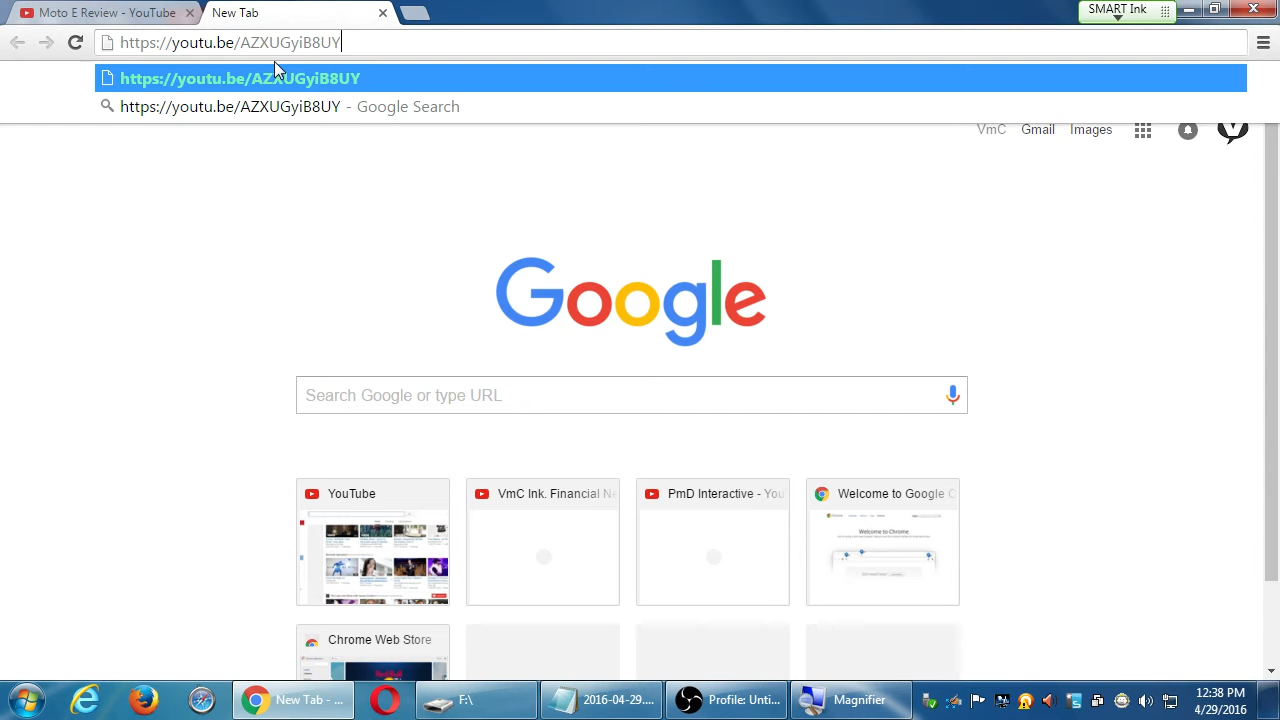 Moto E Review - YouTube
New Tab
SMART Ink
https://youtu.be/AZXUGyiB8UY
https://youtu.be/AZXUGyiB8UY
https://youtu.be/AZXUGyiB8UY - Google Search
VmC Gmail Images
Google
Search Google or type URL
YouTube
VmC Ink. Financial N
PmD Interactive - You
Welcome to Google C
Welcome to Chrome
Chrome Web Store
New Tab - ...
F:\
2016-04-29....
Profile: Unti...
Magnifier
12:38 PM
4/29/2016